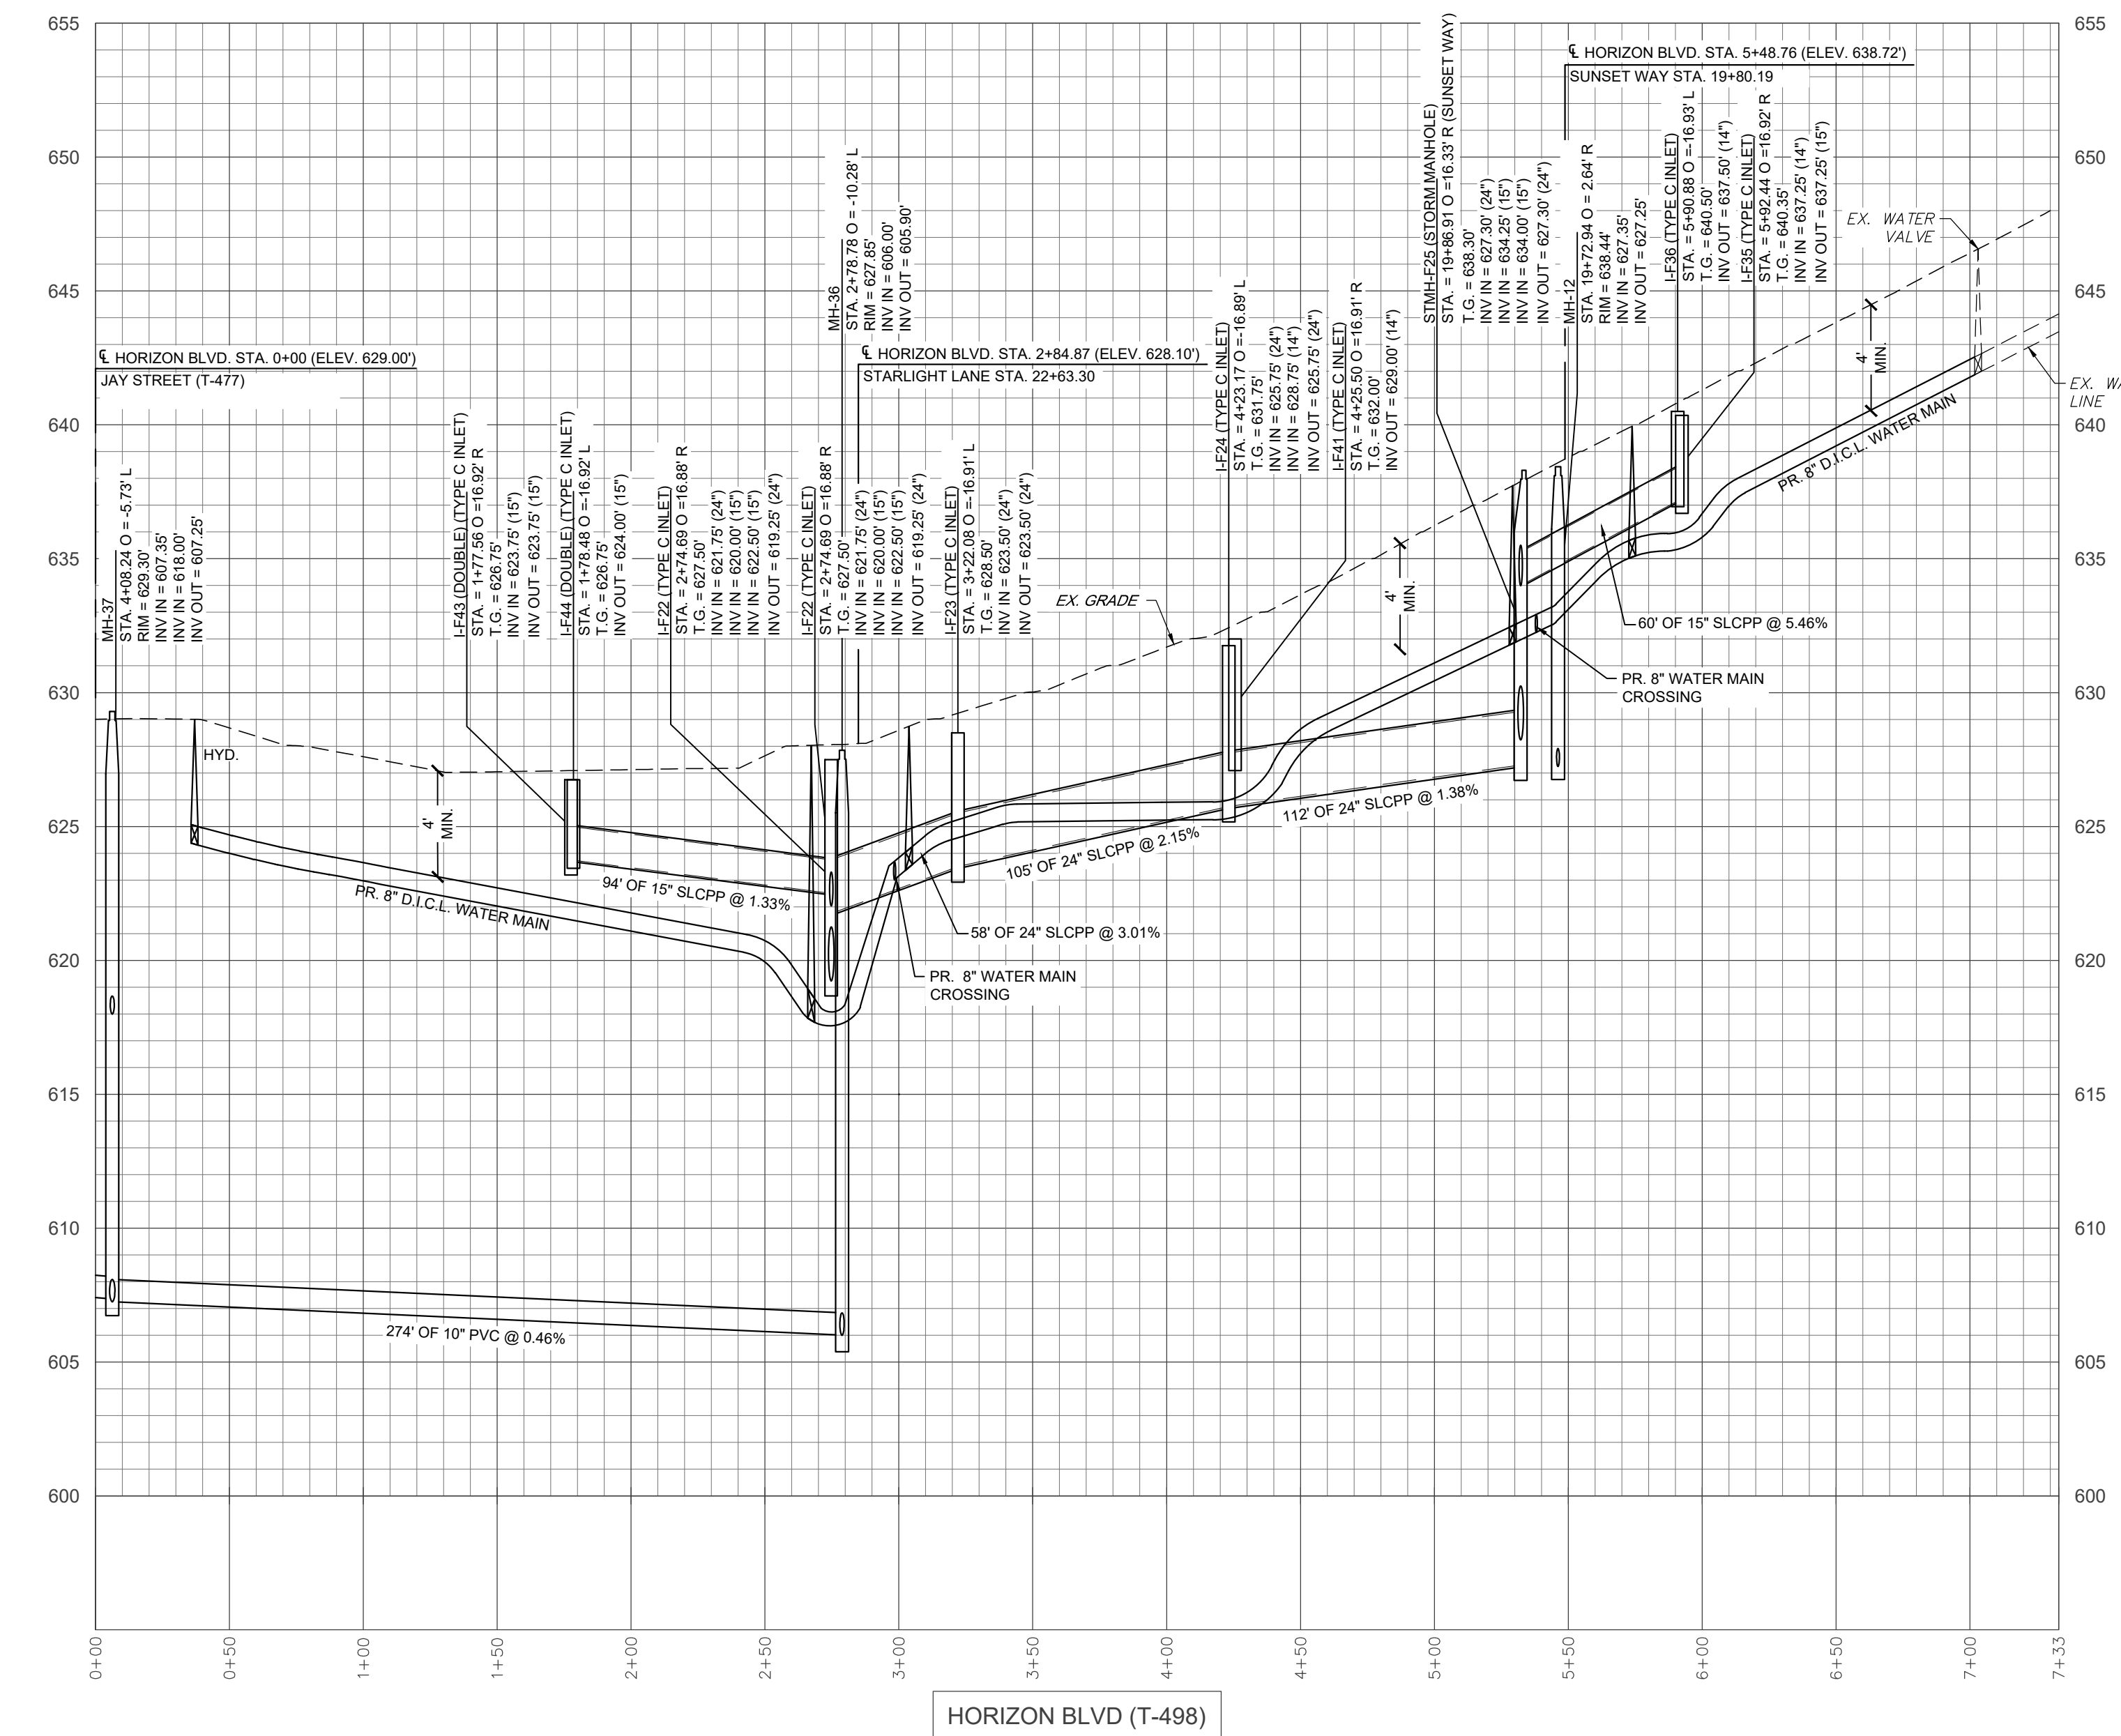 655
650
645
640
635
630
625
620
615
610
605
600
655
650
645
640
635
630
625
620
615
610
605
600
℄ HORIZON BLVD. STA. 0+00 (ELEV. 629.00')
JAY STREET (T-477)
MH-37
STA. 4+08.24 O = -5.73' L
RIM = 629.30'
INV IN = 607.35'
INV IN = 618.00'
INV OUT = 607.25'
HYD.
I-F43 (DOUBLE) (TYPE C INLET)
STA. = 1+77.56 O =16.92' R
T.G. = 626.75'
INV IN = 623.75' (15")
INV OUT = 623.75' (15")
I-F44 (DOUBLE) (TYPE C INLET)
STA. = 1+78.48 O =-16.92' L
T.G. = 626.75'
INV OUT = 624.00' (15")
I-F22 (TYPE C INLET)
STA. = 2+74.69 O =16.88' R
T.G. = 627.50'
INV IN = 621.75' (24")
INV IN = 620.00' (15")
INV IN = 622.50' (15")
INV OUT = 619.25' (24")
I-F22 (TYPE C INLET)
STA. = 2+74.69 O =16.88' R
T.G. = 627.50'
INV IN = 621.75' (24")
INV IN = 620.00' (15")
INV IN = 622.50' (15")
INV OUT = 619.25' (24")
MH-36
STA. 2+78.78 O = -10.28' L
RIM = 627.85'
INV IN = 606.00'
INV OUT = 605.90'
℄ HORIZON BLVD. STA. 2+84.87 (ELEV. 628.10')
STARLIGHT LANE STA. 22+63.30
I-F23 (TYPE C INLET)
STA. = 3+22.08 O =-16.91' L
T.G. = 628.50'
INV IN = 623.50' (24")
INV OUT = 623.50' (24")
EX. GRADE
I-F24 (TYPE C INLET)
STA. = 4+23.17 O =-16.89' L
T.G. = 631.75'
INV IN = 625.75' (24")
INV IN = 628.75' (14")
INV OUT = 625.75' (24")
I-F41 (TYPE C INLET)
STA. = 4+25.50 O =16.91' R
T.G. = 632.00'
INV OUT = 629.00' (14")
STMH-F25 (STORM MANHOLE)
STA. = 19+86.91 O =16.33' R (SUNSET WAY)
T.G. = 638.30'
INV IN = 627.30' (24")
INV IN = 634.25' (15")
INV IN = 634.00' (15")
INV OUT = 627.30' (24")
℄ HORIZON BLVD. STA. 5+48.76 (ELEV. 638.72')
SUNSET WAY STA. 19+80.19
MH-12
STA. 19+72.94 O = 2.64' R
RIM = 638.44'
INV IN = 627.35'
INV OUT = 627.25'
I-F36 (TYPE C INLET)
STA. = 5+90.88 O =-16.93' L
T.G. = 640.50'
INV OUT = 637.50' (14")
I-F35 (TYPE C INLET)
STA. = 5+92.44 O =16.92' R
T.G. = 640.35'
INV IN = 637.25' (14")
INV OUT = 637.25' (15")
EX. WATER
VALVE
4'
MIN.
EX.
LINE
PR. 8" D.I.C.L. WATER MAIN
4'
MIN.
60' OF 15" SLCPP @ 5.46%
PR. 8" WATER MAIN
CROSSING
4'
MIN.
112' OF 24" SLCPP @ 1.38%
105' OF 24" SLCPP @ 2.15%
58' OF 24" SLCPP @ 3.01%
PR. 8" WATER MAIN
CROSSING
94' OF 15" SLCPP @ 1.33%
PR. 8" D.I.C.L. WATER MAIN
274' OF 10" PVC @ 0.46%
0+00
0+50
1+00
1+50
2+00
2+50
3+00
3+50
4+00
4+50
5+00
5+50
6+00
6+50
7+00
7+33
HORIZON BLVD (T-498)